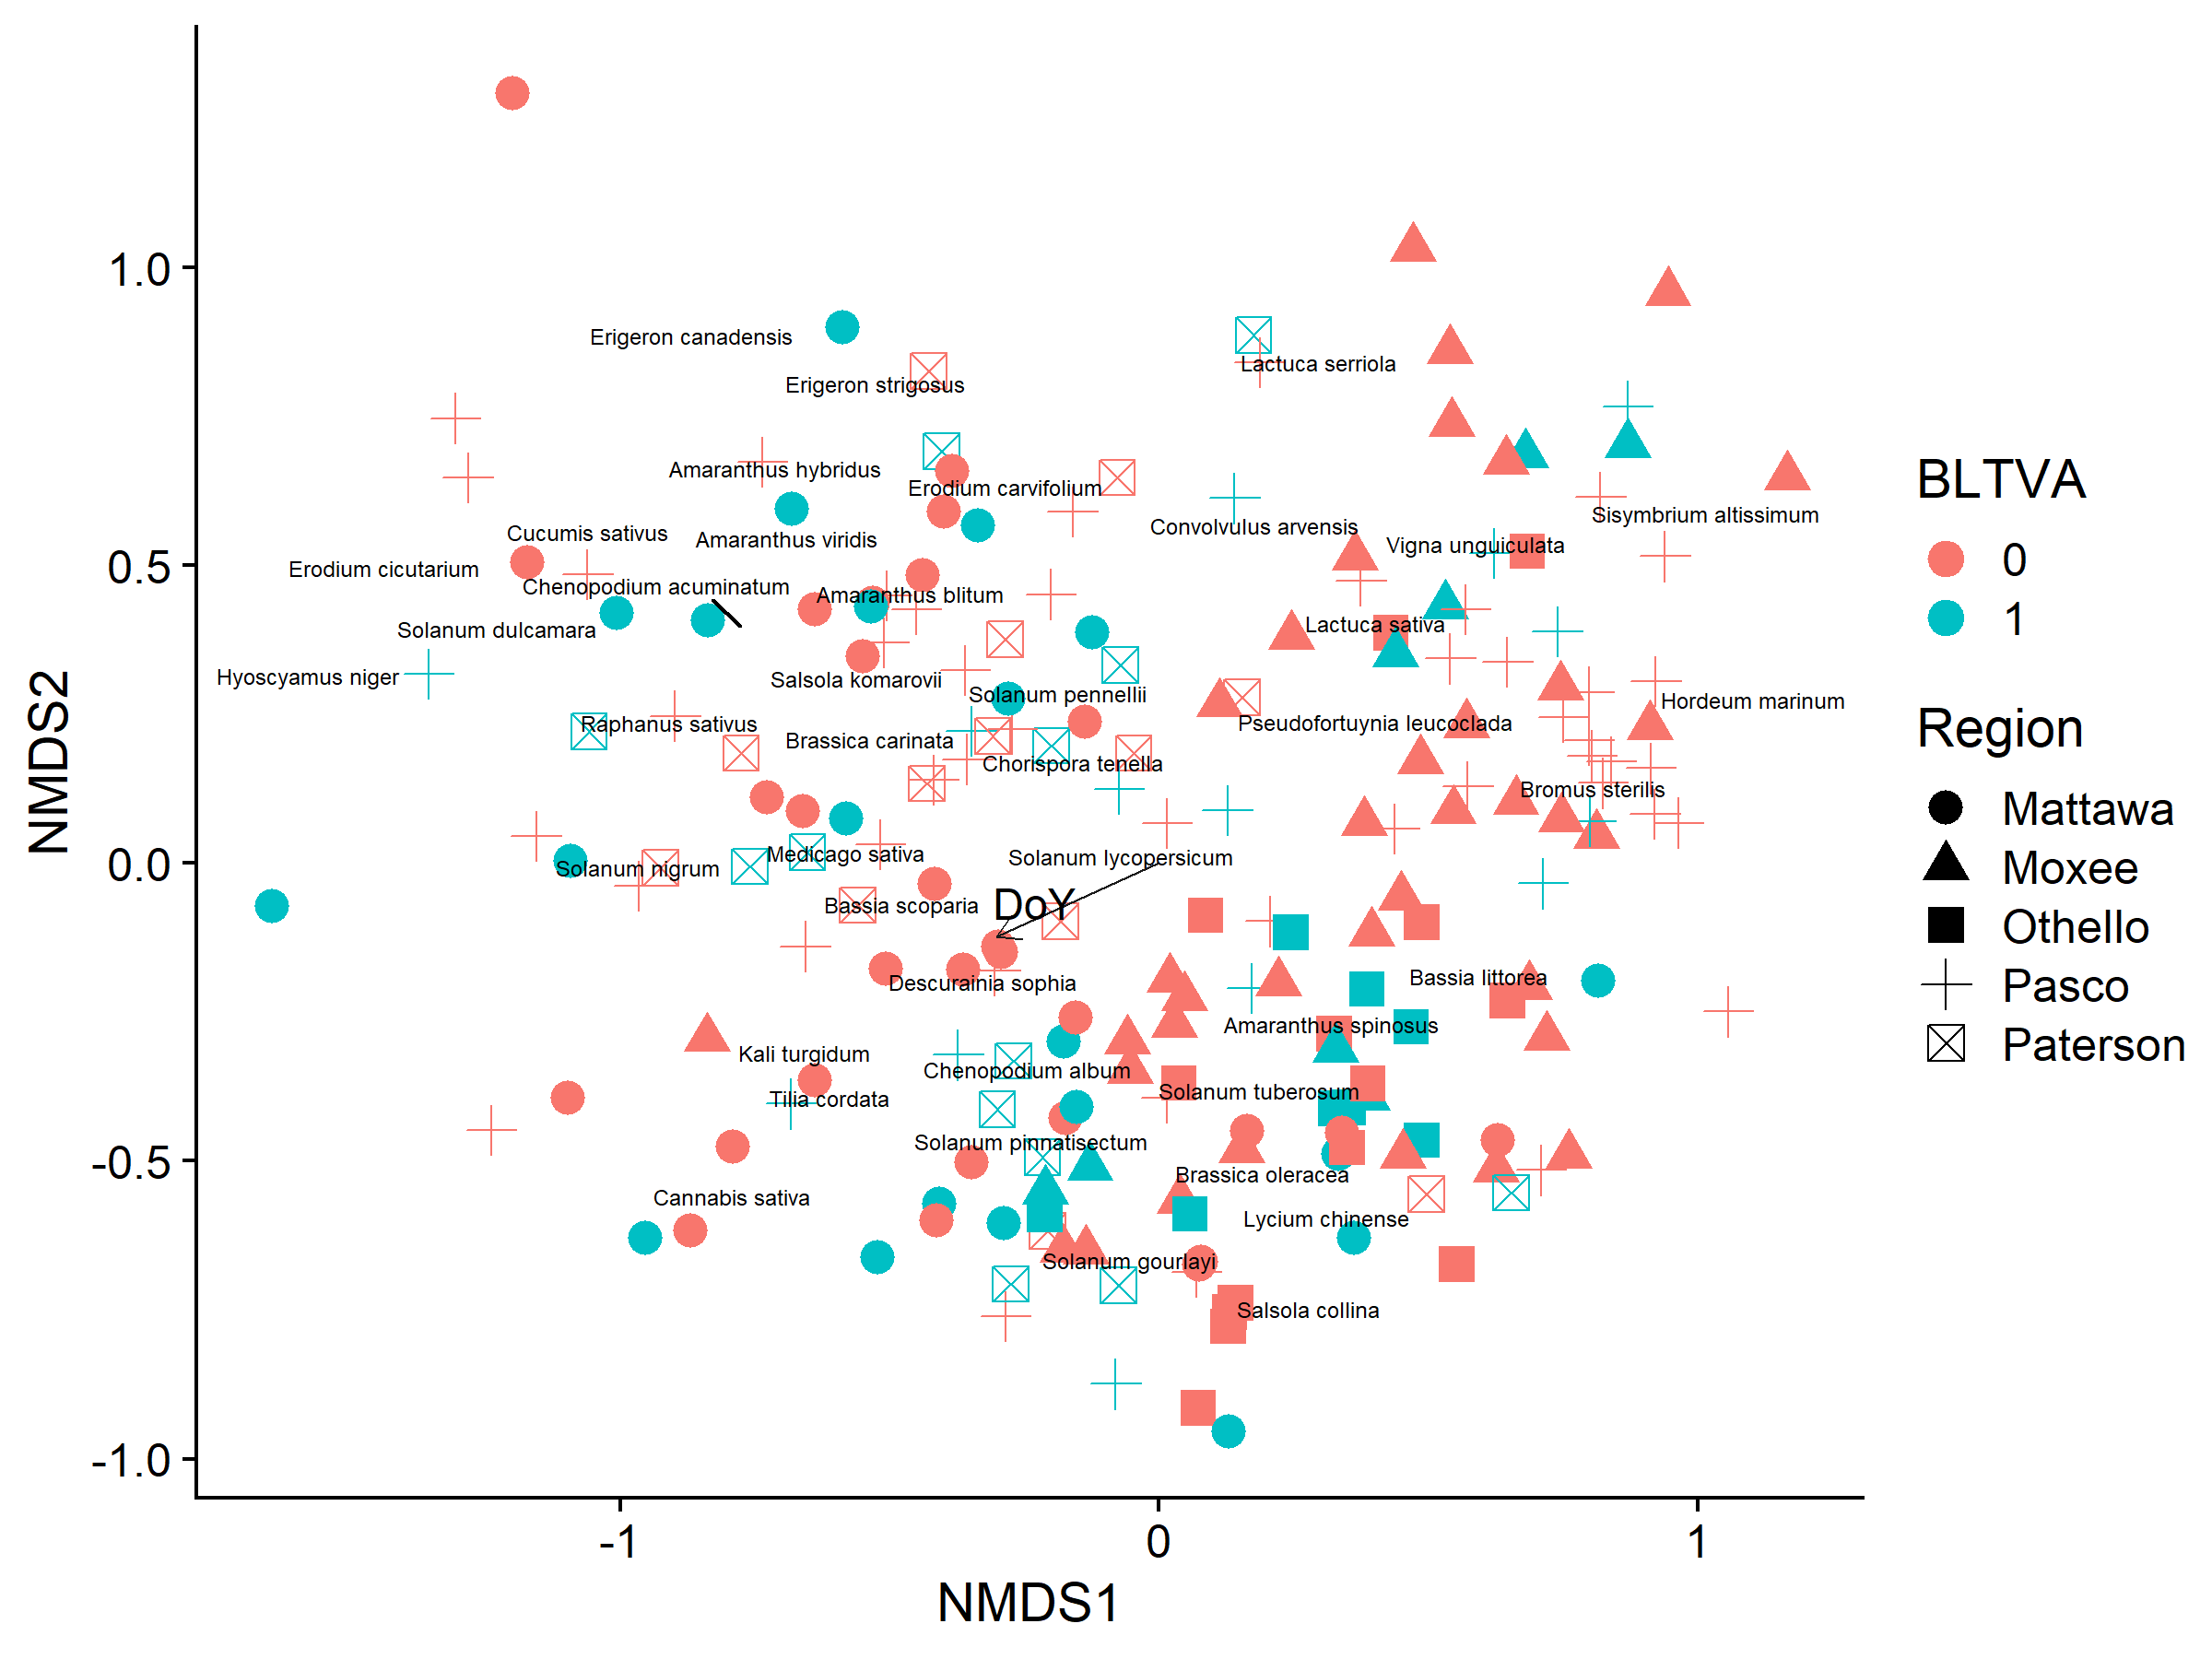 Erigeron canadensis
Lactuca serriola
Erigeron strigosus
Amaranthus hybridus
Erodium carvifolium
Sisymbrium altissimum
Convolvulus arvensis
Cucumis sativus
Amaranthus viridis
Vigna unguiculata
Erodium cicutarium
Chenopodium acuminatum
Amaranthus blitum
Lactuca sativa
Solanum dulcamara
Hyoscyamus niger
Salsola komarovii
Solanum pennellii
Hordeum marinum
Raphanus sativus
Pseudofortuynia leucoclada
Brassica carinata
Chorispora tenella
Bromus sterilis
Medicago sativa
Solanum lycopersicum
Solanum nigrum
Bassia scoparia
DoY
Bassia littorea
Descurainia sophia
Amaranthus spinosus
Kali turgidum
Chenopodium album
Solanum tuberosum
Tilia cordata
Solanum pinnatisectum
Brassica oleracea
Cannabis sativa
Lycium chinense
Solanum gourlayi
Salsola collina
1.0
0.5
0.0
-0.5
-1.0
NMDS2
-1
0
1
NMDS1
BLTVA
0
1
Region
Mattawa
Moxee
Othello
Pasco
Paterson